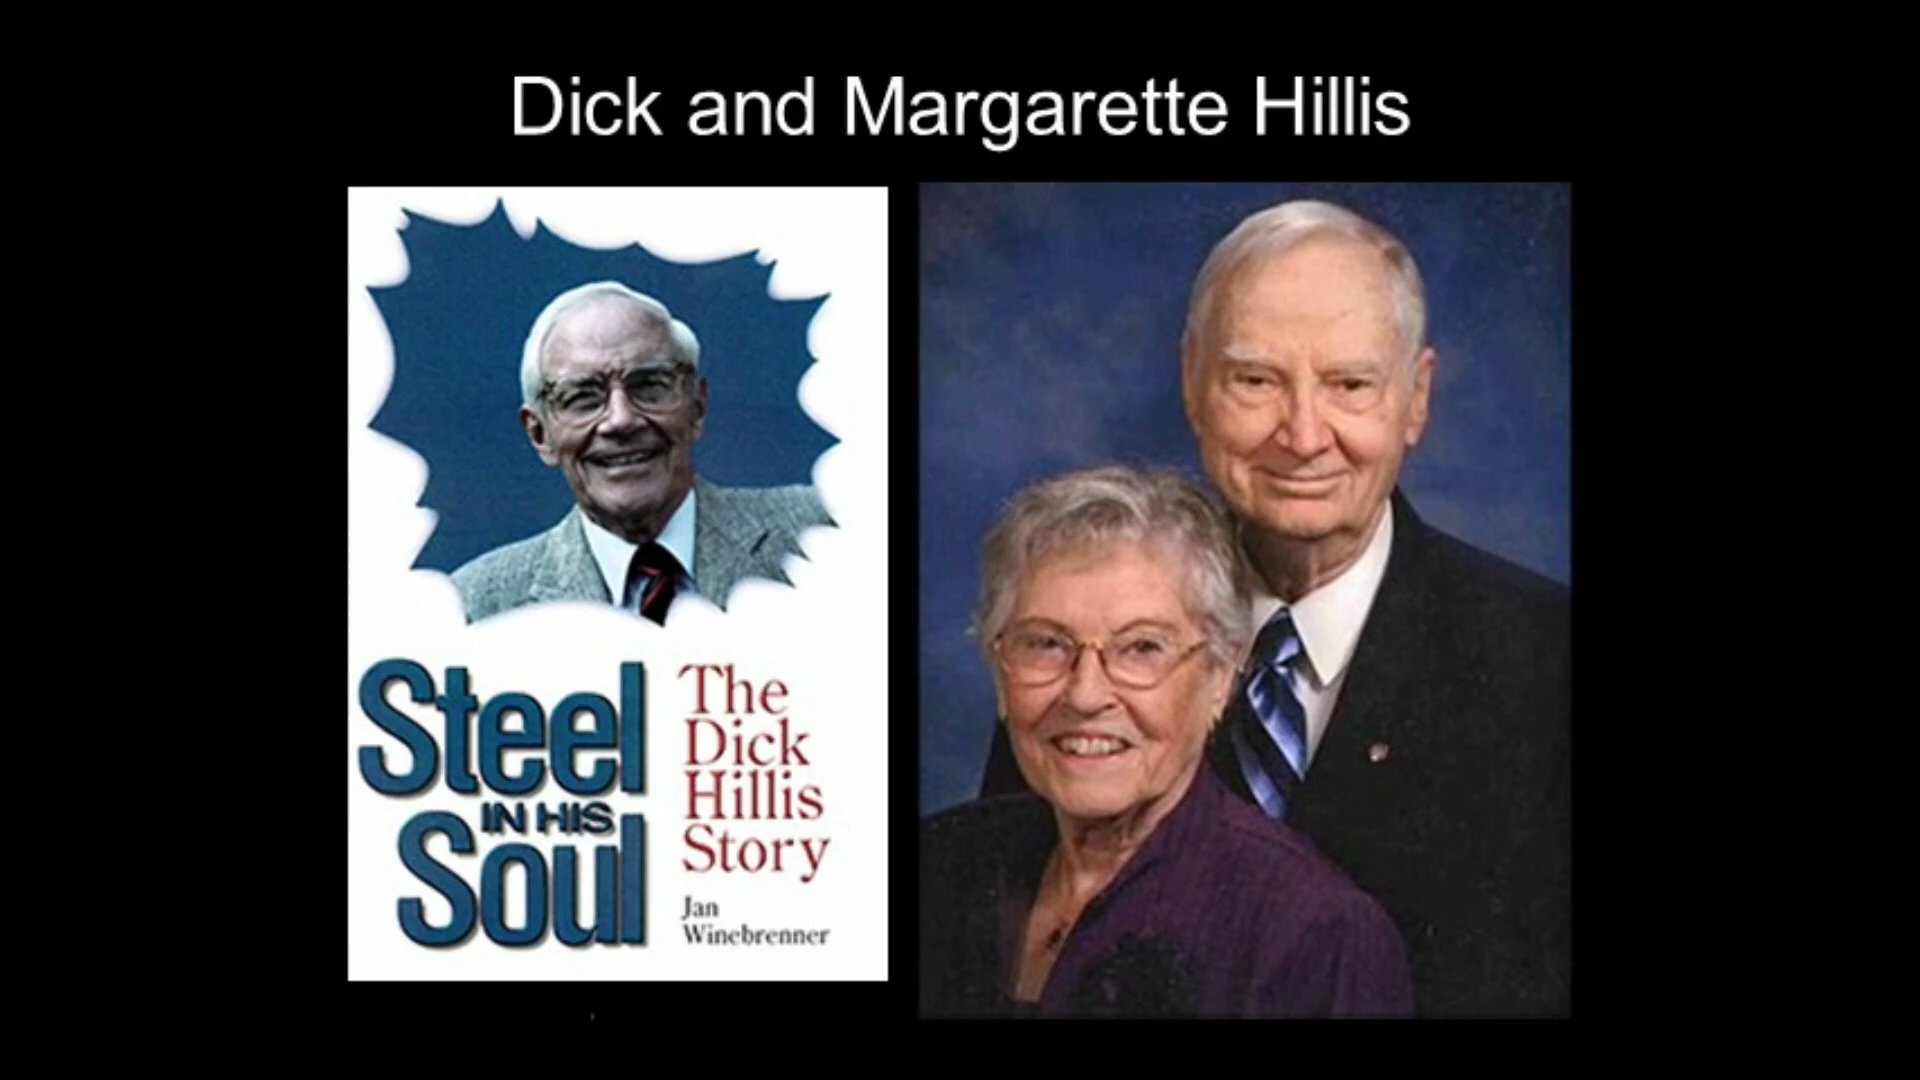 Dick and Margarette Hillis
Steel
IN HIS
Soul
The
Dick
Hillis
Story
Jan
Winebrenner